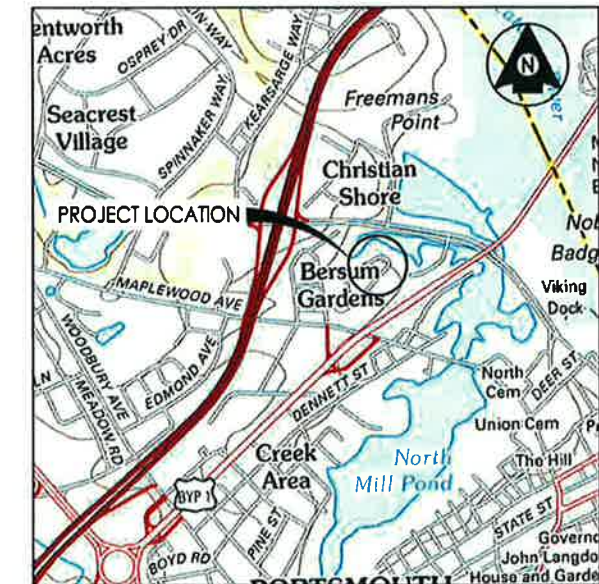 entworth
Acres
OSPREY DR
KEARSARGE WAY
N
Freemans
Point
Seacrest
Village
SPINNAKER WAY
Christian
Shore
PROJECT LOCATION
Bersum
Gardens
Viking
Dock
MAPLEWOOD AVE
WOODBURY AVE
MEADOW RD
EDMOND AVE
LN
DENNETT ST
North
Cem
DEER ST
Union Cem
Creek
Area
North
Mill Pond
The Hill
BYP 1
STATE ST
BOYD RD
PINE ST
PORTSMOUTH
Governo
John Langdo
House and Garde